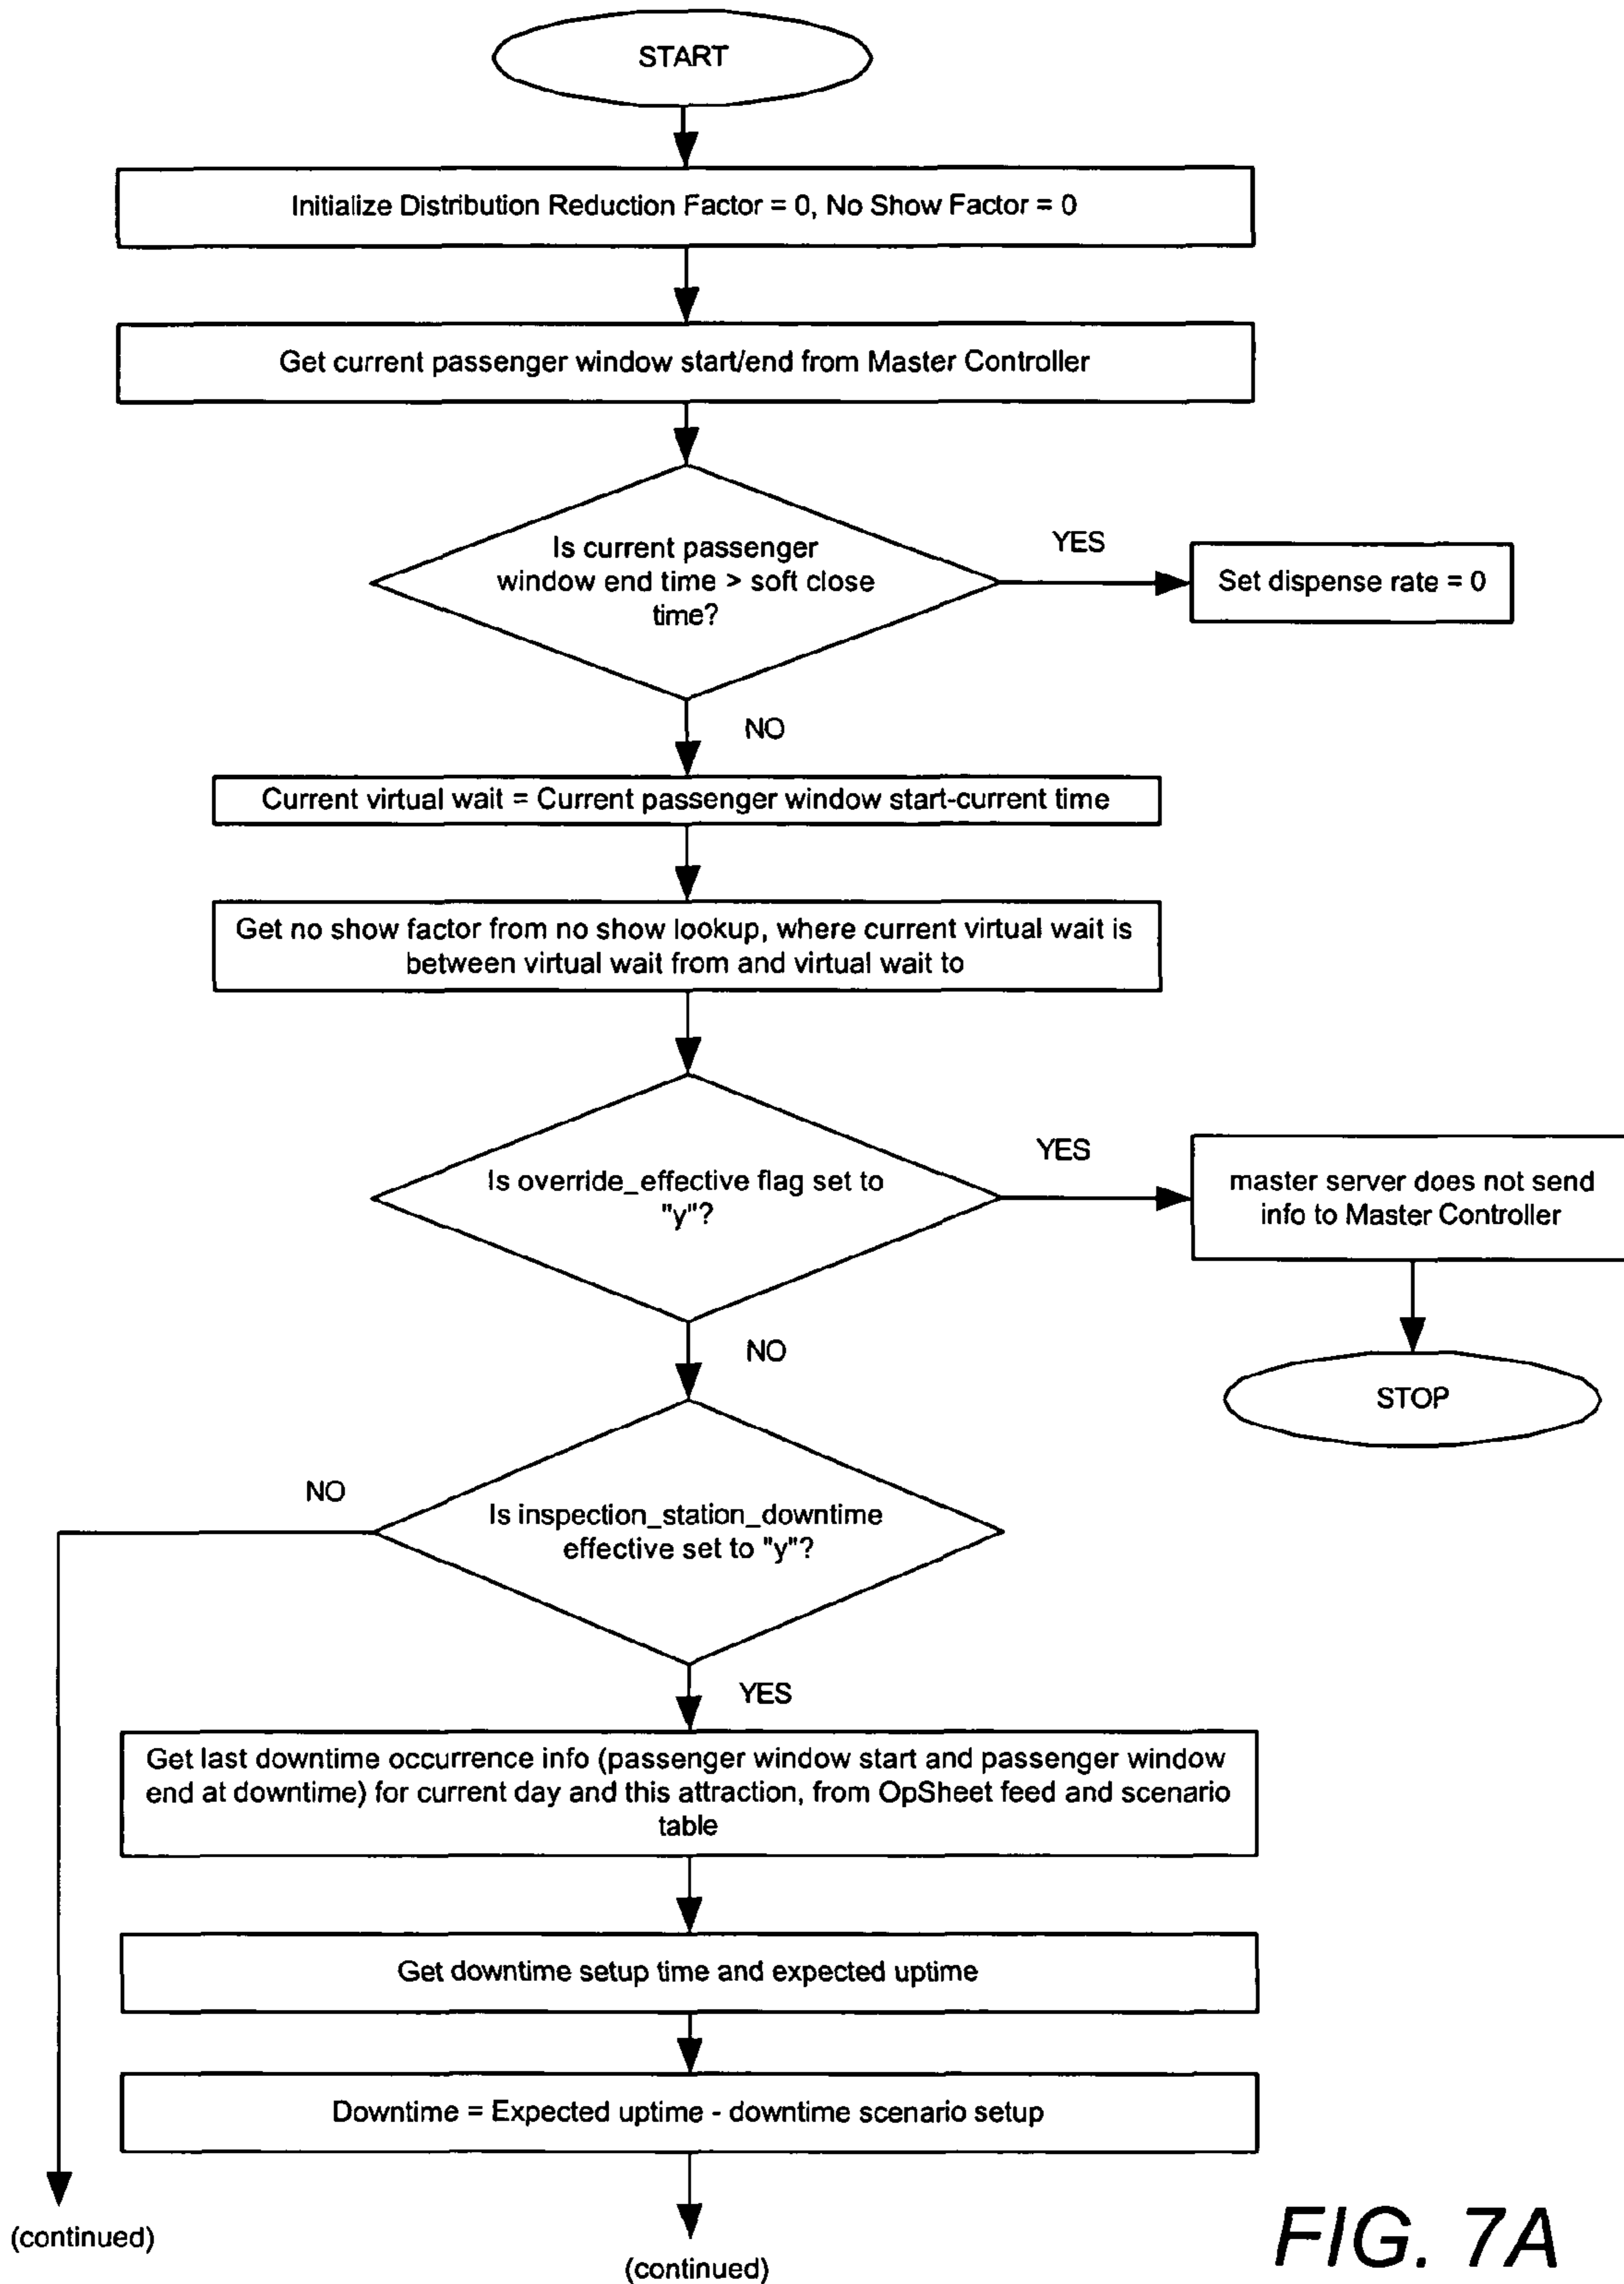 START
Initialize Distribution Reduction Factor = 0, No Show Factor = 0
Get current passenger window start/end from Master Controller
Is current passenger
window end time > soft close
time?
YES
Set dispense rate = 0
NO
Current virtual wait = Current passenger window start-current time
Get no show factor from no show lookup, where current virtual wait is
between virtual wait from and virtual wait to
Is override_effective flag set to
"y"?
YES
master server does not send
info to Master Controller
NO
STOP
Is inspection_station_downtime
effective set to "y"?
NO
YES
Get last downtime occurrence info (passenger window start and passenger window
end at downtime) for current day and this attraction, from OpSheet feed and scenario
table
Get downtime setup time and expected uptime
Downtime = Expected uptime - downtime scenario setup
(continued)
(continued)
FIG. 7A